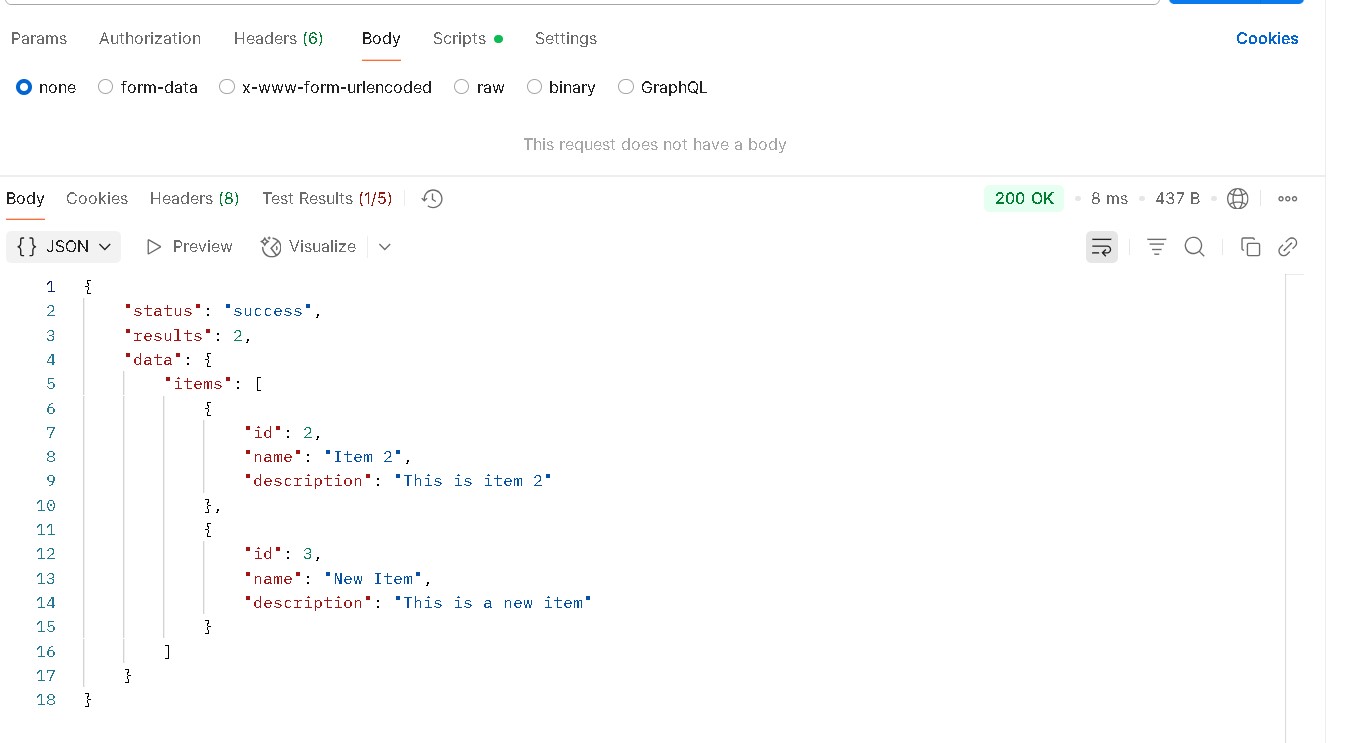 Params Authorization Headers (6) Body Scripts Settings Cookies
none form-data x-www-form-urlencoded raw binary GraphQL
This request does not have a body
Body Cookies Headers (8) Test Results (1/5) 200 OK 8 ms 437 B
{} JSON Preview Visualize
1 {
2 "status": "success",
3 "results": 2,
4 "data": {
5 "items": [
6 {
7 "id": 2,
8 "name": "Item 2",
9 "description": "This is item 2"
10 },
11 {
12 "id": 3,
13 "name": "New Item",
14 "description": "This is a new item"
15 }
16 ]
17 }
18 }